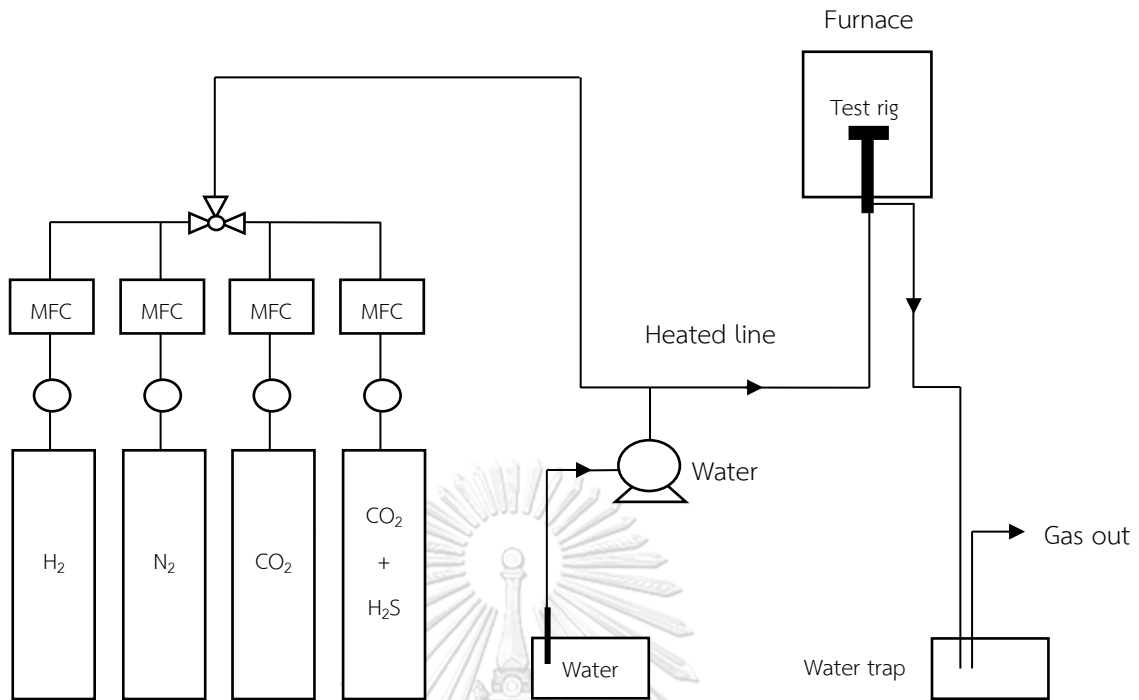 Furnace
Test rig
MFC
MFC
MFC
MFC
Heated line
Water
H₂
N₂
CO₂
CO₂
+
H₂S
Gas out
Water
Water trap